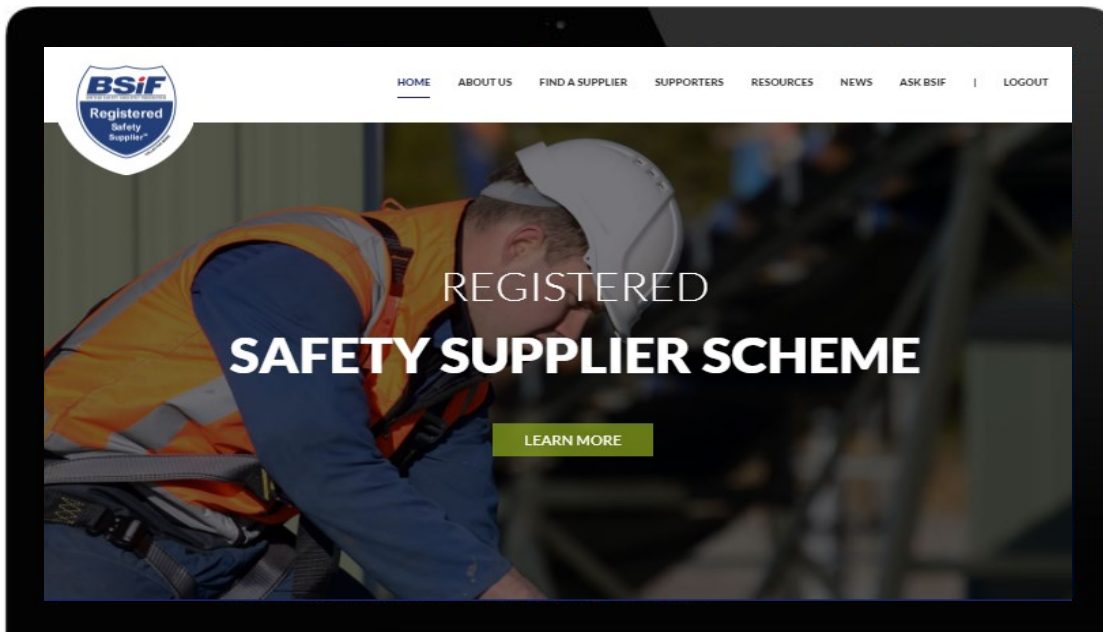 BSiF
Registered
Safety
Supplier™
HOME ABOUT US FIND A SUPPLIER SUPPORTERS RESOURCES NEWS ASK BSIF | LOGOUT
REGISTERED
SAFETY SUPPLIER SCHEME
LEARN MORE